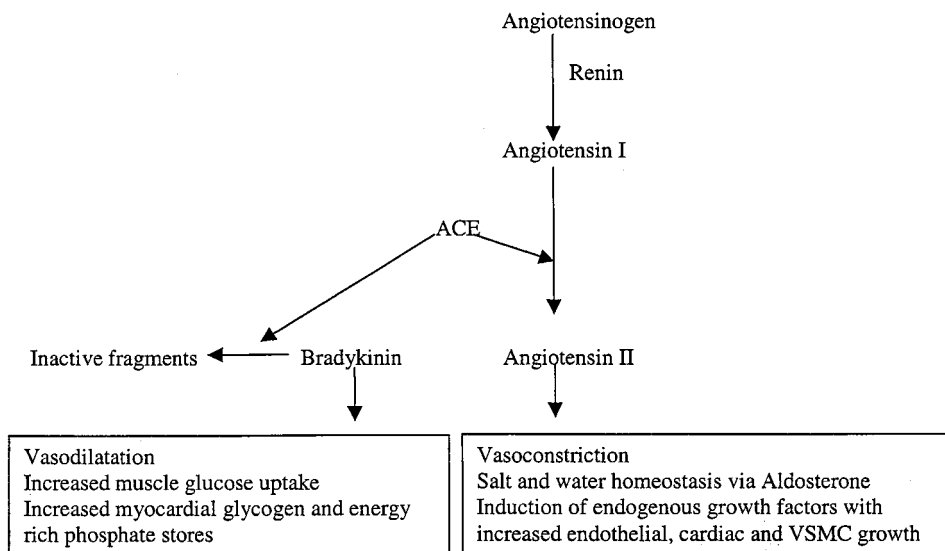 Angiotensinogen
Renin
Angiotensin I
ACE
Inactive fragments
Bradykinin
Angiotensin II
Vasodilatation
Increased muscle glucose uptake
Increased myocardial glycogen and energy
rich phosphate stores
Vasoconstriction
Salt and water homeostasis via Aldosterone
Induction of endogenous growth factors with
increased endothelial, cardiac and VSMC growth